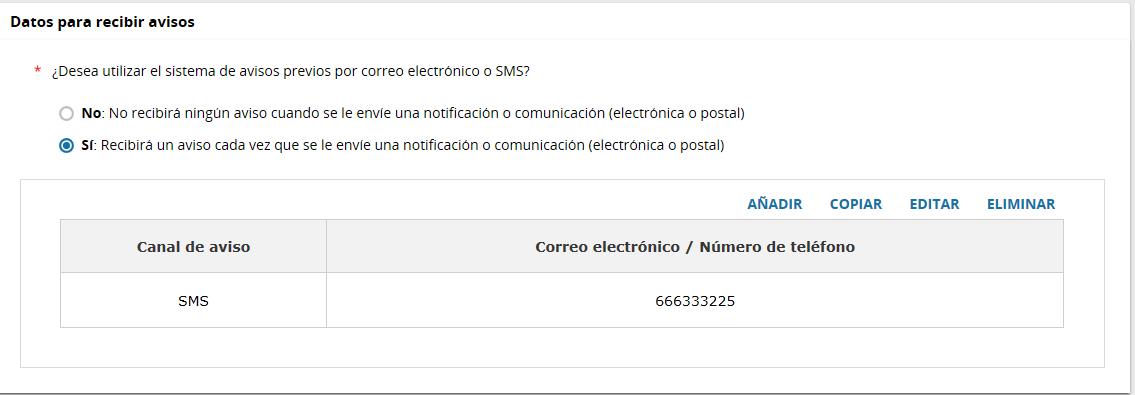 Datos para recibir avisos
* ¿Desea utilizar el sistema de avisos previos por correo electrónico o SMS?
No: No recibirá ningún aviso cuando se le envíe una notificación o comunicación (electrónica o postal)
Sí: Recibirá un aviso cada vez que se le envíe una notificación o comunicación (electrónica o postal)
AÑADIR COPIAR EDITAR ELIMINAR
Canal de aviso Correo electrónico / Número de teléfono
SMS 666333225